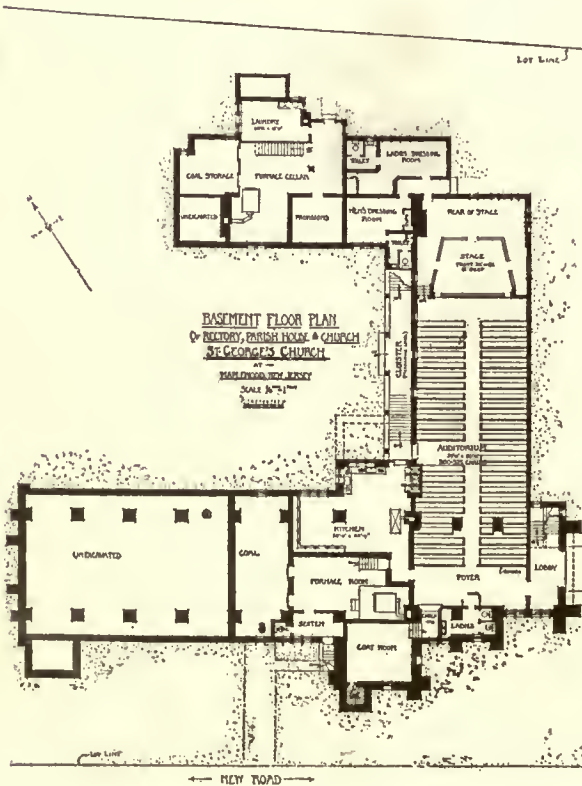 LOT LINE
LAUNDRY
COAL STORAGE
FURNACE CELLAR
TOILET
LADIES DRESSING
ROOM
UNEXCAVATED
PROVISIONS
MEN'S DRESSING
ROOM
TOILET
REAR OF STAGE
STAGE
CLOISTER
BASEMENT FLOOR PLAN
OF RECTORY, PARISH HOUSE & CHURCH
ST. GEORGE'S CHURCH
AT
MAPLEWOOD, NEW JERSEY
SCALE
AUDITORIUM
KITCHEN
UNEXCAVATED
COAL
FURNACE ROOM
FOYER
LOBBY
SEXTON
COAT ROOM
LADIES
LOT LINE
NEW ROAD